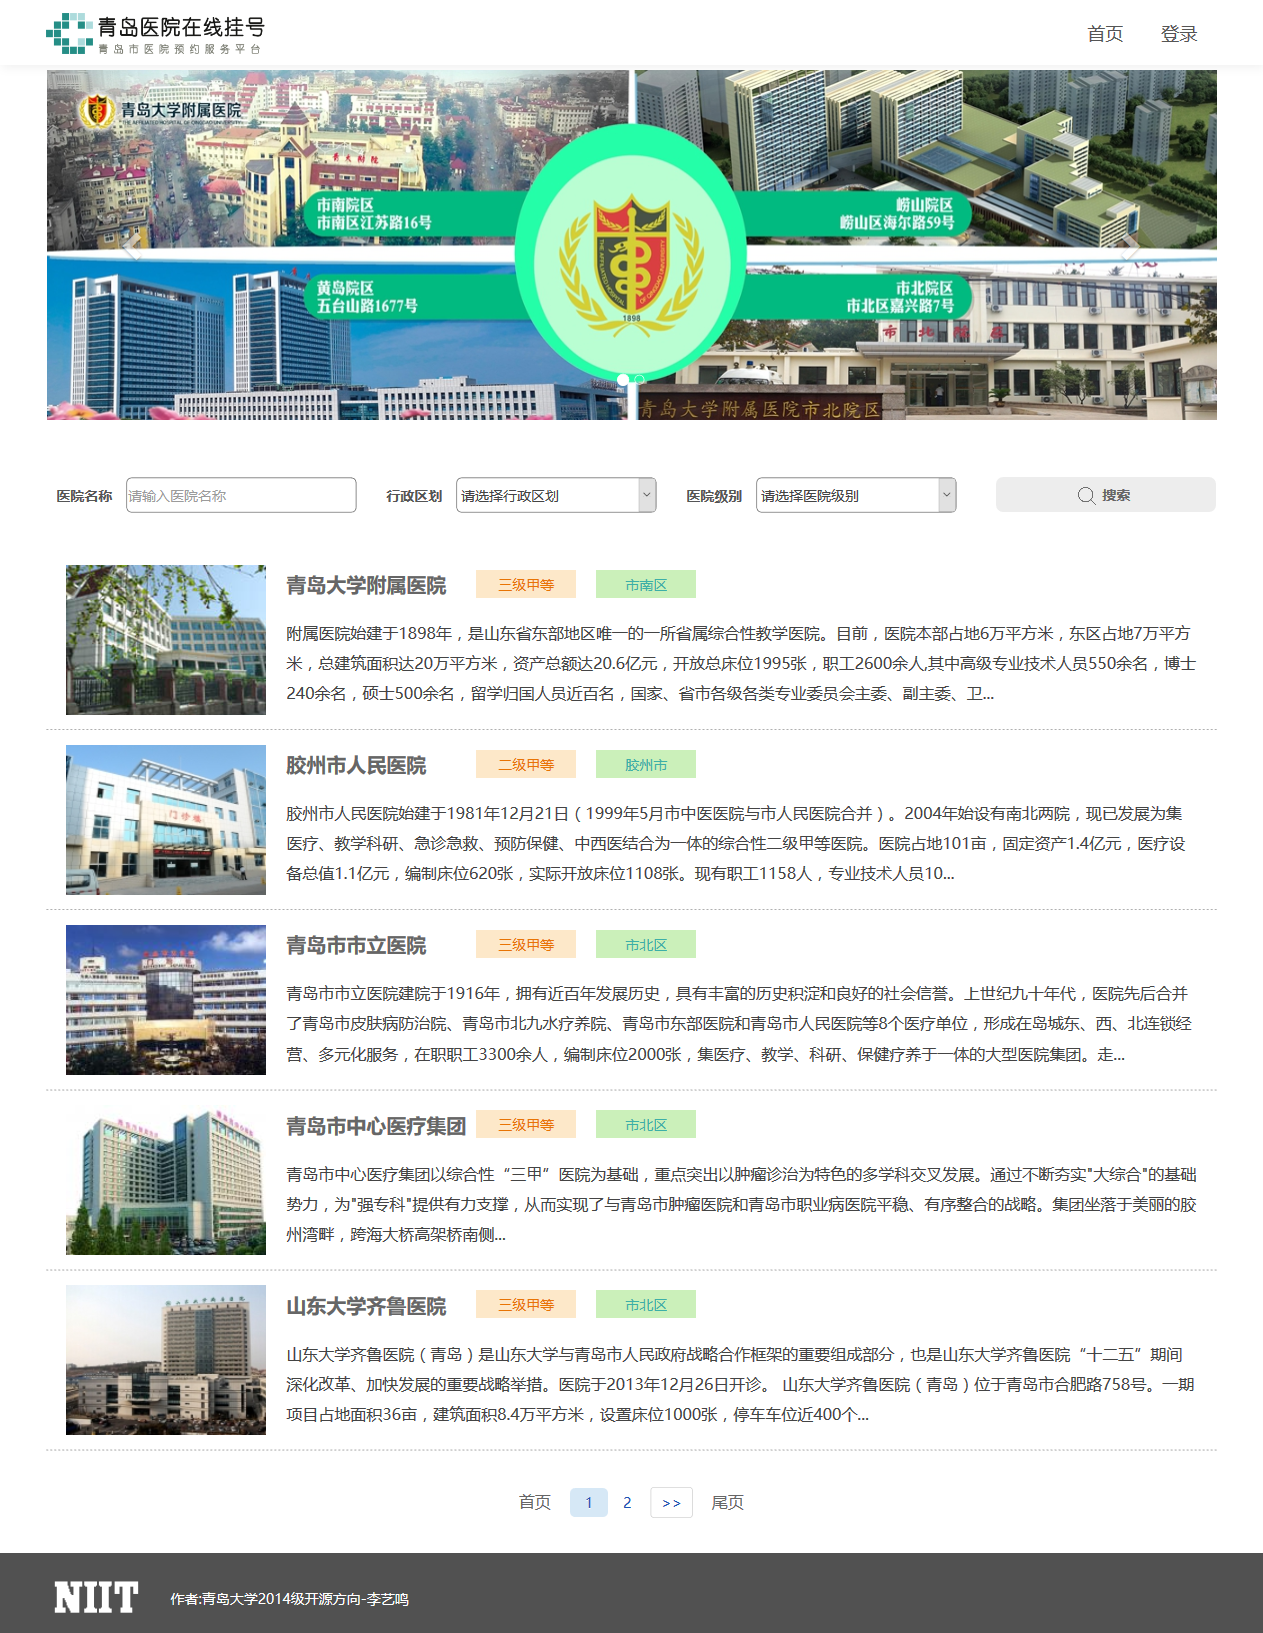 青岛医院在线挂号
青岛市医院预约服务平台
首页 登录
青岛大学附属医院
THE AFFILIATED HOSPITAL OF QINGDAO UNIVERSITY
市南院区
市南区江苏路16号
崂山院区
崂山区海尔路59号
黄岛院区
五台山路1677号
市北院区
市北区嘉兴路7号
1898
青岛大学附属医院市北院区
医院名称 请输入医院名称 行政区划 请选择行政区划 医院级别 请选择医院级别 搜索
青岛大学附属医院 三级甲等 市南区
附属医院始建于1898年，是山东省东部地区唯一的一所省属综合性教学医院。目前，医院本部占地6万平方米，东区占地7万平方
米，总建筑面积达20万平方米，资产总额达20.6亿元，开放总床位1995张，职工2600余人,其中高级专业技术人员550余名，博士
240余名，硕士500余名，留学归国人员近百名，国家、省市各级各类专业委员会主委、副主委、卫...
胶州市人民医院 二级甲等 胶州市
胶州市人民医院始建于1981年12月21日（1999年5月市中医医院与市人民医院合并）。2004年始设有南北两院，现已发展为集
医疗、教学科研、急诊急救、预防保健、中西医结合为一体的综合性二级甲等医院。医院占地101亩，固定资产1.4亿元，医疗设
备总值1.1亿元，编制床位620张，实际开放床位1108张。现有职工1158人，专业技术人员10...
青岛市市立医院 三级甲等 市北区
青岛市市立医院建院于1916年，拥有近百年发展历史，具有丰富的历史积淀和良好的社会信誉。上世纪九十年代，医院先后合并
了青岛市皮肤病防治院、青岛市北九水疗养院、青岛市东部医院和青岛市人民医院等8个医疗单位，形成在岛城东、西、北连锁经
营、多元化服务，在职职工3300余人，编制床位2000张，集医疗、教学、科研、保健疗养于一体的大型医院集团。走...
青岛市中心医疗集团 三级甲等 市北区
青岛市中心医疗集团以综合性“三甲”医院为基础，重点突出以肿瘤诊治为特色的多学科交叉发展。通过不断夯实"大综合"的基础
势力，为"强专科"提供有力支撑，从而实现了与青岛市肿瘤医院和青岛市职业病医院平稳、有序整合的战略。集团坐落于美丽的胶
州湾畔，跨海大桥高架桥南侧...
山东大学齐鲁医院 三级甲等 市北区
山东大学齐鲁医院（青岛）是山东大学与青岛市人民政府战略合作框架的重要组成部分，也是山东大学齐鲁医院“十二五”期间
深化改革、加快发展的重要战略举措。医院于2013年12月26日开诊。 山东大学齐鲁医院（青岛）位于青岛市合肥路758号。一期
项目占地面积36亩，建筑面积8.4万平方米，设置床位1000张，停车车位近400个...
首页 1 2 >> 尾页
NIIT 作者:青岛大学2014级开源方向-李艺鸣